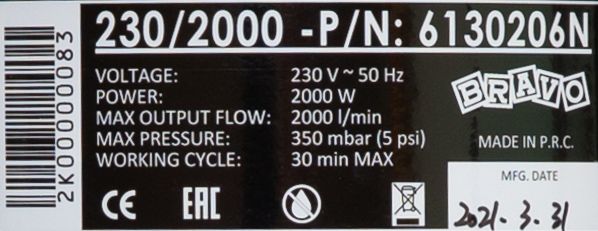 2K00000083
230/2000 -P/N: 6130206N
VOLTAGE: 230 V ~ 50 Hz
POWER: 2000 W
MAX OUTPUT FLOW: 2000 l/min
MAX PRESSURE: 350 mbar (5 psi)
WORKING CYCLE: 30 min MAX
BRAVO
MADE IN P.R.C.
MFG. DATE
2021.3.31
CE EAC